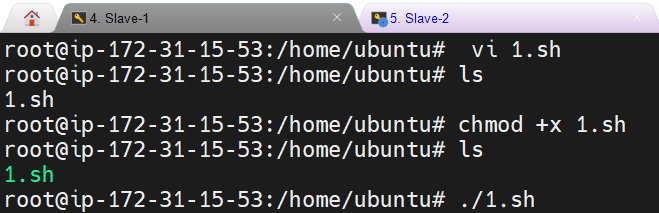 4. Slave-1
5. Slave-2
root@ip-172-31-15-53:/home/ubuntu#  vi 1.sh
root@ip-172-31-15-53:/home/ubuntu# ls
1.sh
root@ip-172-31-15-53:/home/ubuntu# chmod +x 1.sh
root@ip-172-31-15-53:/home/ubuntu# ls
1.sh
root@ip-172-31-15-53:/home/ubuntu# ./1.sh